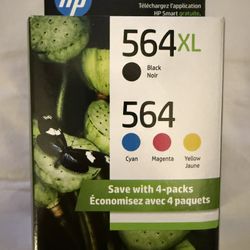 hp
Téléchargez l'application
HP Smart gratuite.
564XL
Black
Noir
564
Cyan
Magenta
Yellow
Jaune
Save with 4-packs
Économisez avec 4 paquets